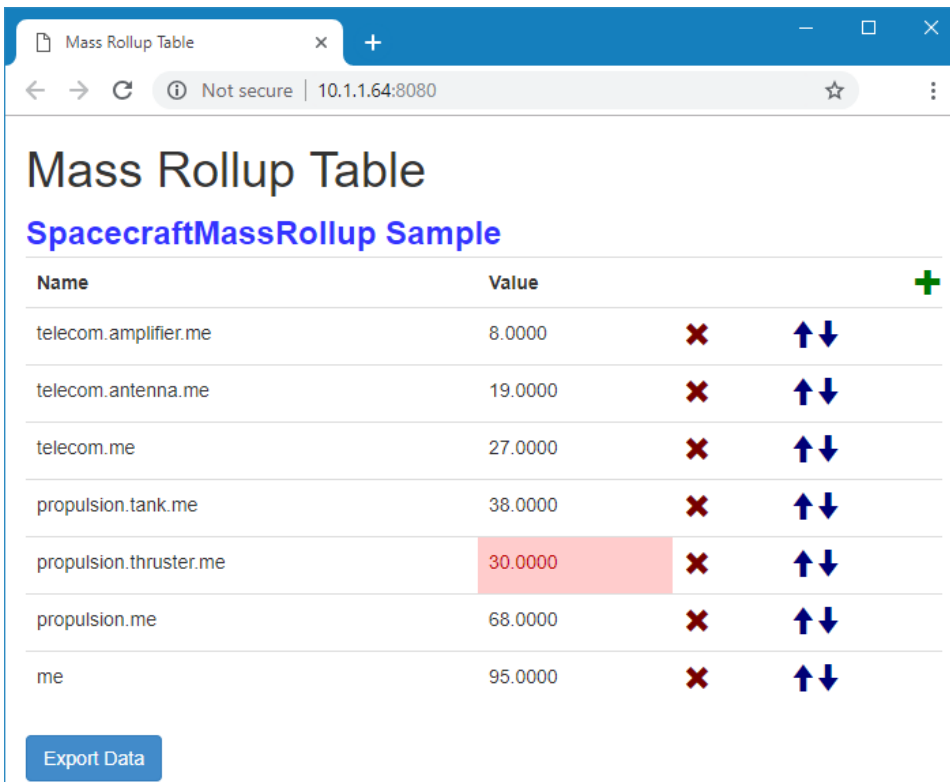 Mass Rollup Table
Not secure | 10.1.1.64:8080
Mass Rollup Table
SpacecraftMassRollup Sample
Name Value
telecom.amplifier.me 8.0000
telecom.antenna.me 19.0000
telecom.me 27.0000
propulsion.tank.me 38.0000
propulsion.thruster.me 30.0000
propulsion.me 68.0000
me 95.0000
Export Data